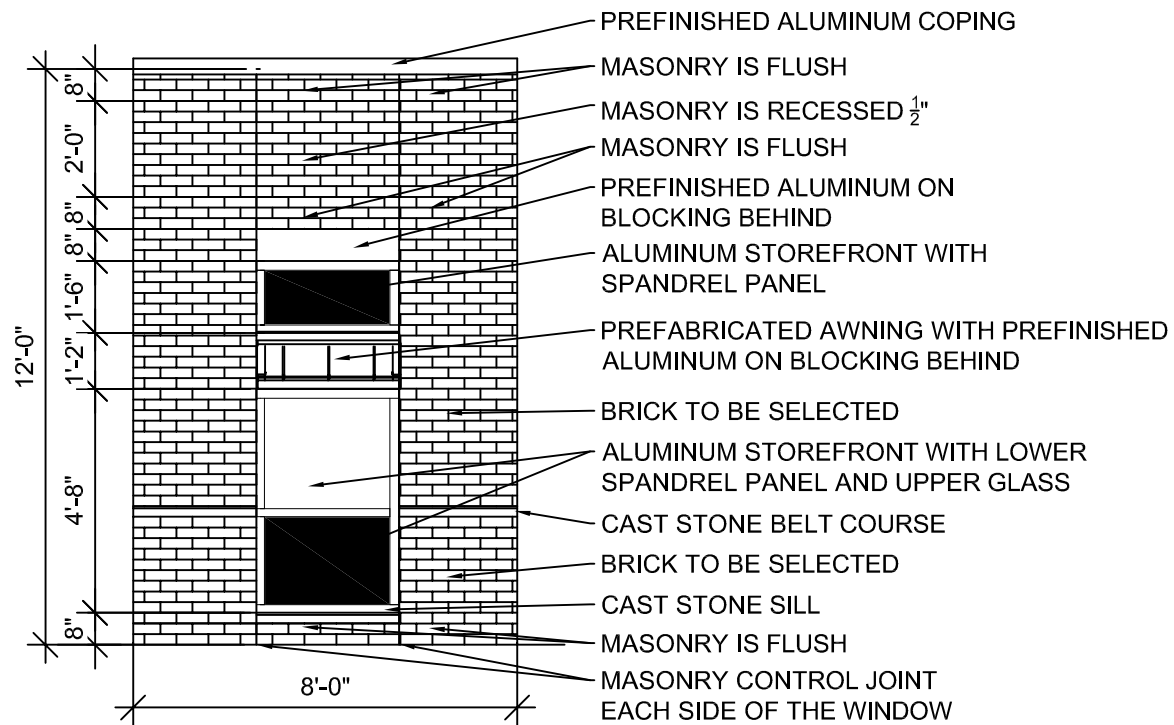 PREFINISHED ALUMINUM COPING
MASONRY IS FLUSH
MASONRY IS RECESSED 1/2"
MASONRY IS FLUSH
PREFINISHED ALUMINUM ON
BLOCKING BEHIND
ALUMINUM STOREFRONT WITH
SPANDREL PANEL
PREFABRICATED AWNING WITH PREFINISHED
ALUMINUM ON BLOCKING BEHIND
BRICK TO BE SELECTED
ALUMINUM STOREFRONT WITH LOWER
SPANDREL PANEL AND UPPER GLASS
CAST STONE BELT COURSE
BRICK TO BE SELECTED
CAST STONE SILL
MASONRY IS FLUSH
MASONRY CONTROL JOINT
EACH SIDE OF THE WINDOW
8"
2'-0"
8"
8"
1'-6"
1'-2"
4'-8"
8"
12'-0"
8'-0"